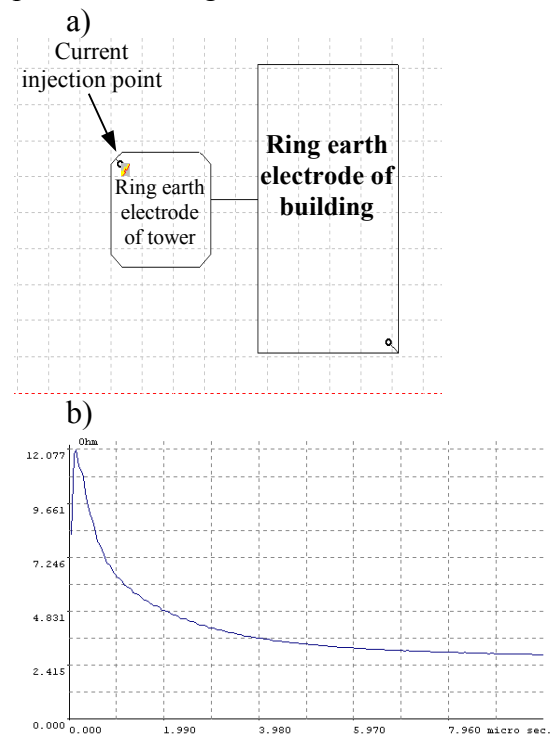 a)
Current
injection point
Ring earth
electrode
of tower
Ring earth
electrode of
building
b)
Ohm
12.077
9.661
7.246
4.831
2.415
0.000
0.000 1.990 3.980 5.970 7.960 micro sec.